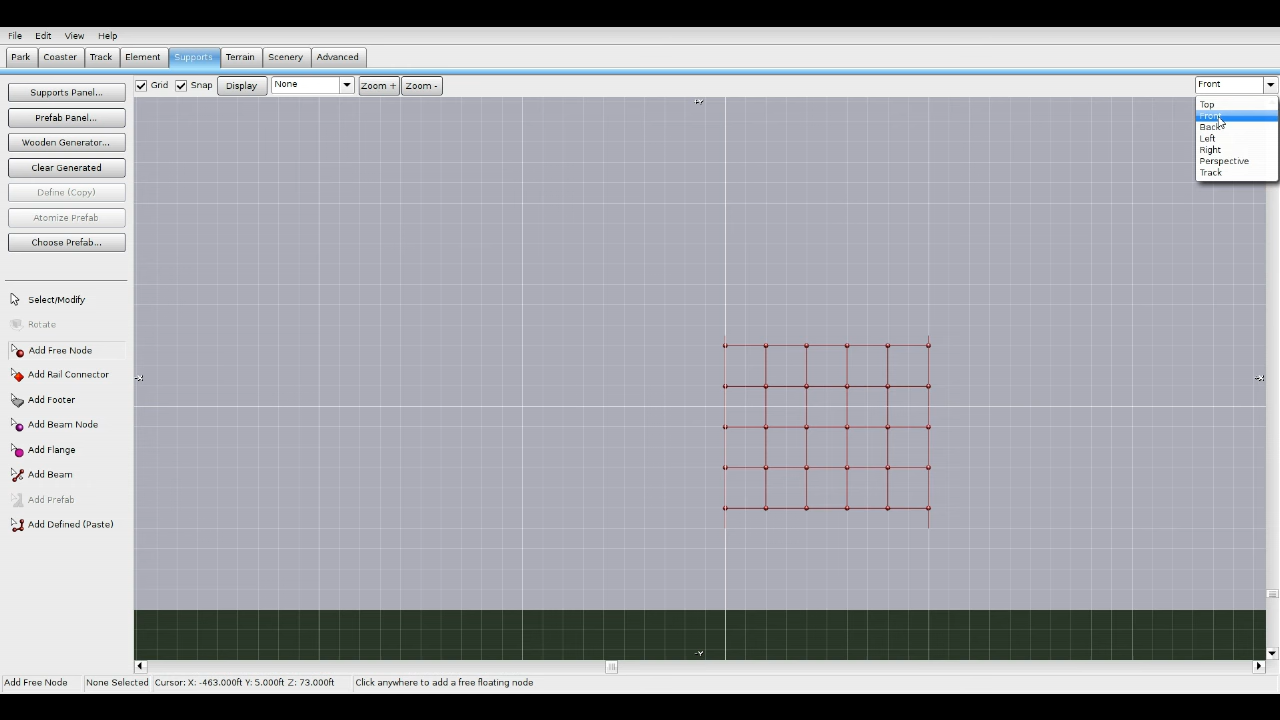 File Edit View Help
Park Coaster Track Element Supports Terrain Scenery Advanced
Grid Snap Display None Zoom + Zoom - Front
Supports Panel...
Prefab Panel...
Wooden Generator...
Clear Generated
Define (Copy)
Atomize Prefab
Choose Prefab...
Select/Modify
Rotate
Add Free Node
Add Rail Connector
Add Footer
Add Beam Node
Add Flange
Add Beam
Add Prefab
Add Defined (Paste)
Top
Front
Back
Left
Right
Perspective
Track
-Y
Add Free Node None Selected Cursor: X: -463.000ft Y: 5.000ft Z: 73.000ft Click anywhere to add a free floating node